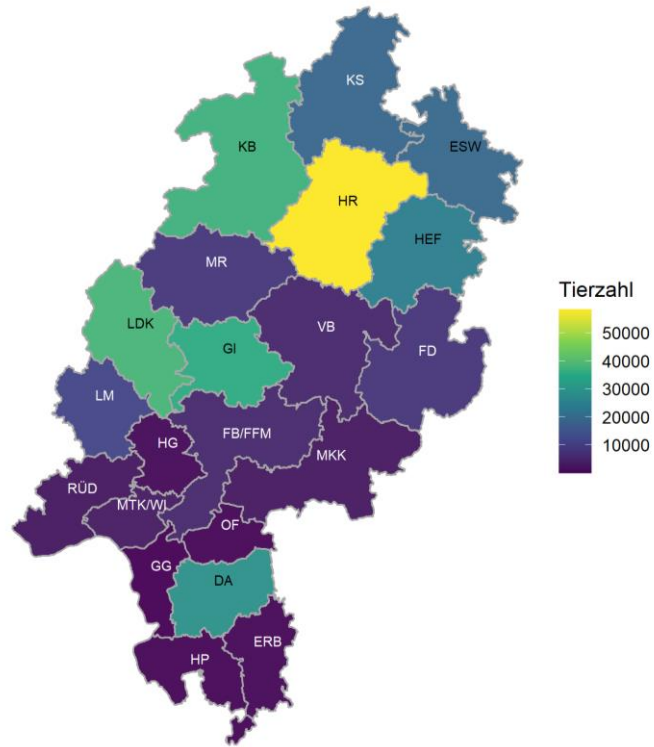 KS
KB
ESW
HR
HEF
MR
Tierzahl
LDK
VB
GI
FD
50000
40000
30000
20000
10000
LM
HG
FB/FFM
MKK
RÜD
MTK/WI
OF
GG
DA
ERB
HP